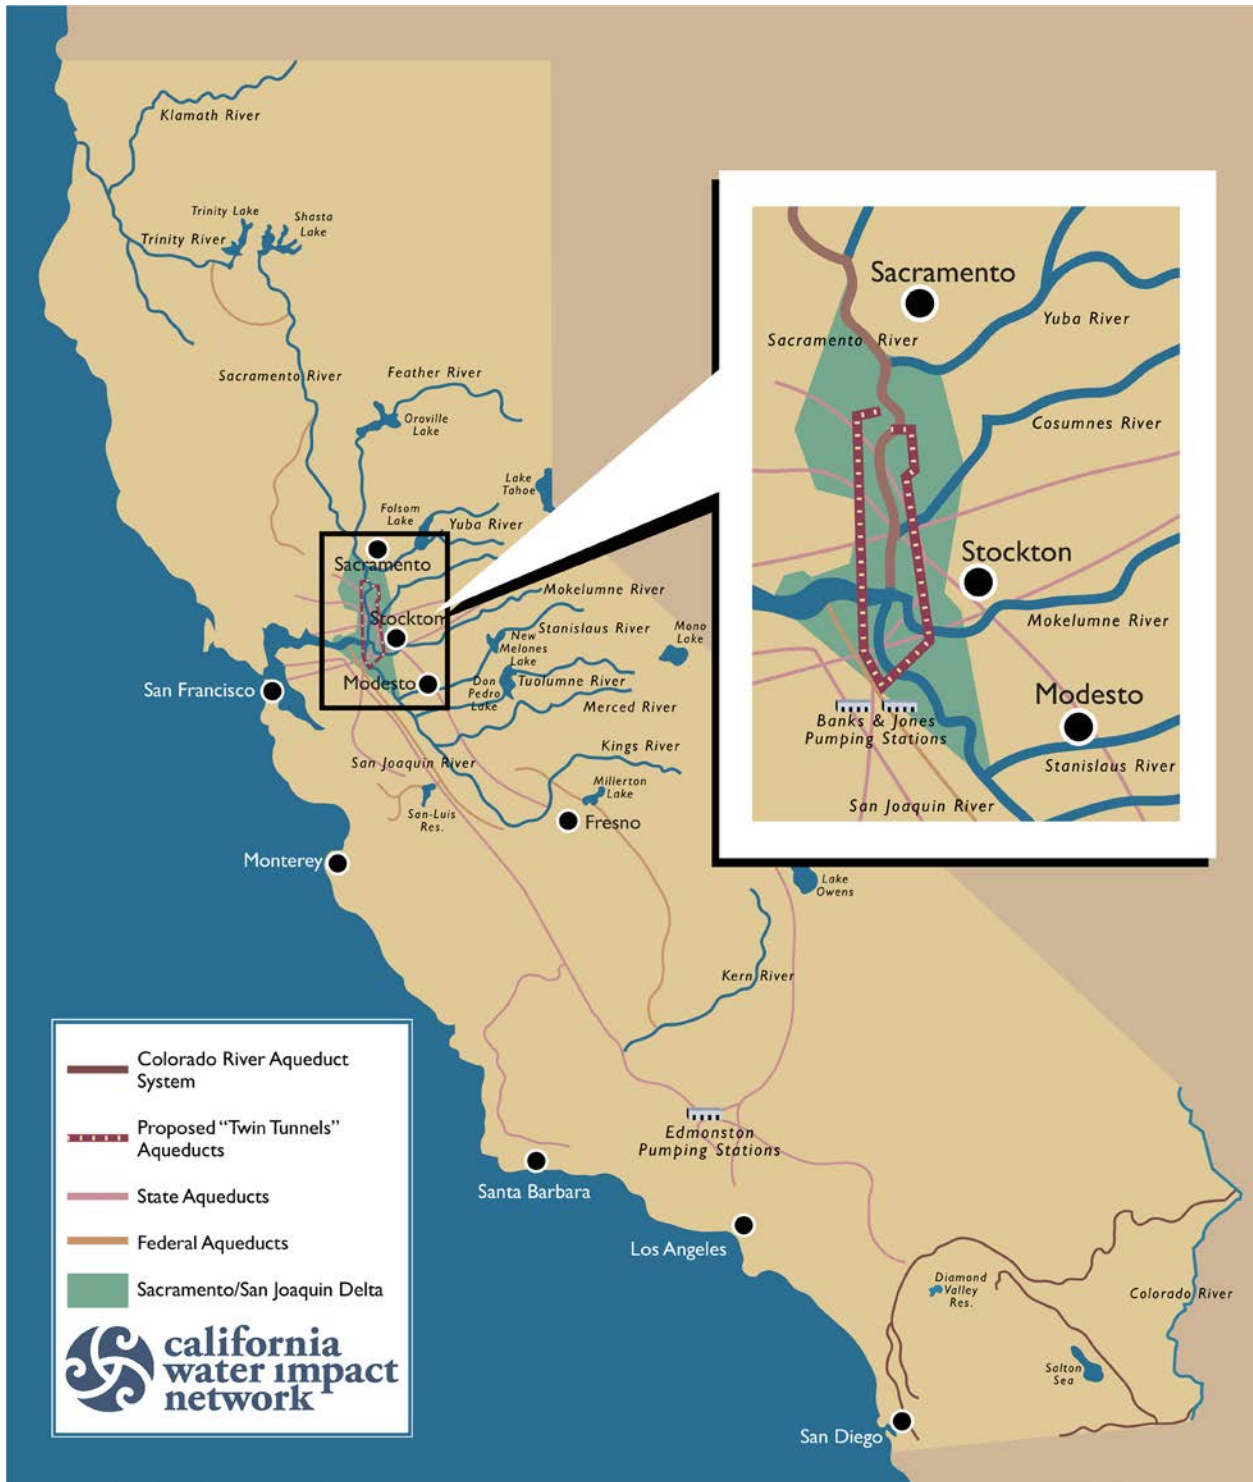 Klamath River
Trinity Lake
Shasta
Lake
Trinity River
Sacramento River
Feather River
Oroville
Lake
Lake
Tahoe
Folsom
Lake
Yuba River
Sacramento
Mokelumne River
Stockton
Stanislaus River
New
Melones
Lake
Mono
Lake
San Francisco
Modesto
Don
Pedro
Lake
Tuolumne River
Merced River
San Joaquin River
Kings River
Millerton
Lake
San-Luis
Res.
Fresno
Monterey
Lake
Owens
Kern River
Edmonston
Pumping Stations
Santa Barbara
Los Angeles
Diamond
Valley
Res.
Colorado River
Salton
Sea
San Diego
Sacramento
Yuba River
Sacramento River
Cosumnes River
Stockton
Mokelumne River
Modesto
Banks & Jones
Pumping Stations
Stanislaus River
San Joaquin River
Colorado River Aqueduct
System
Proposed "Twin Tunnels"
Aqueducts
State Aqueducts
Federal Aqueducts
Sacramento/San Joaquin Delta
california
water impact
network